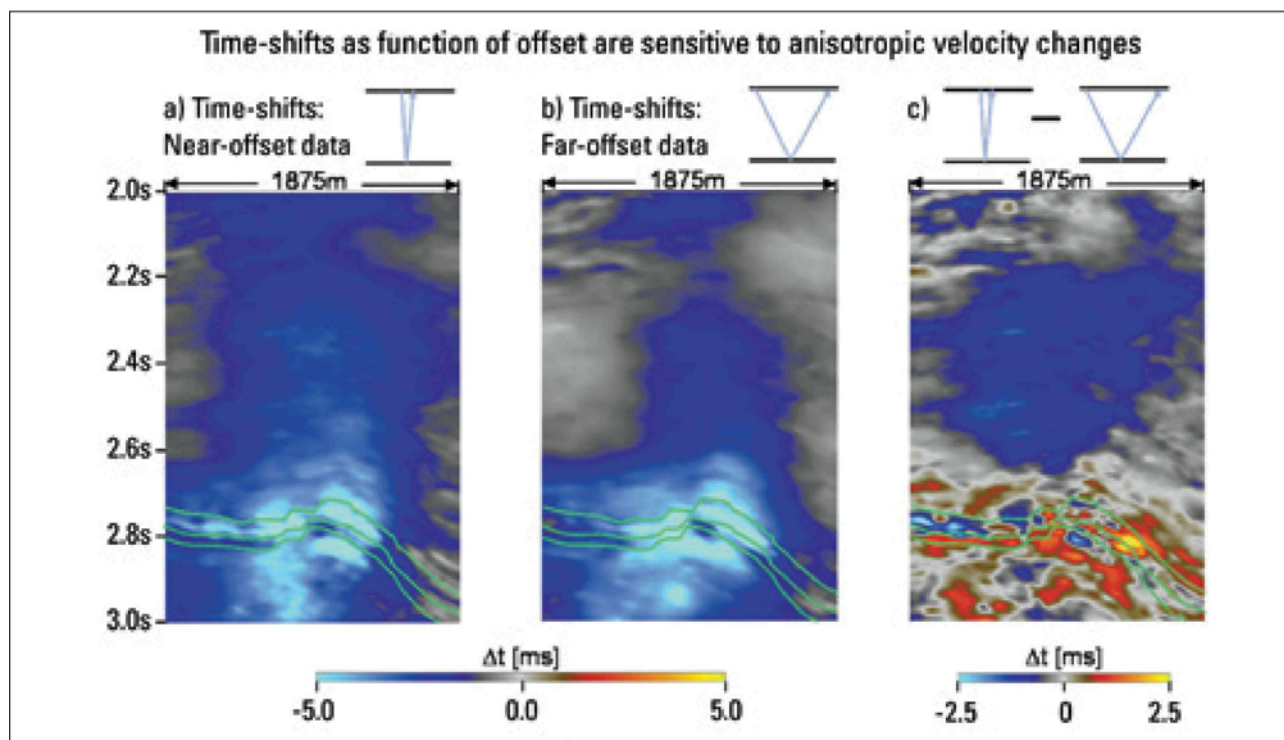 Time-shifts as function of offset are sensitive to anisotropic velocity changes
a) Time-shifts:
Near-offset data
b) Time-shifts:
Far-offset data
c)
1875m
1875m
1875m
2.0s
2.2s
2.4s
2.6s
2.8s
3.0s
Δt [ms]
-5.0
0.0
5.0
Δt [ms]
-2.5
0
2.5